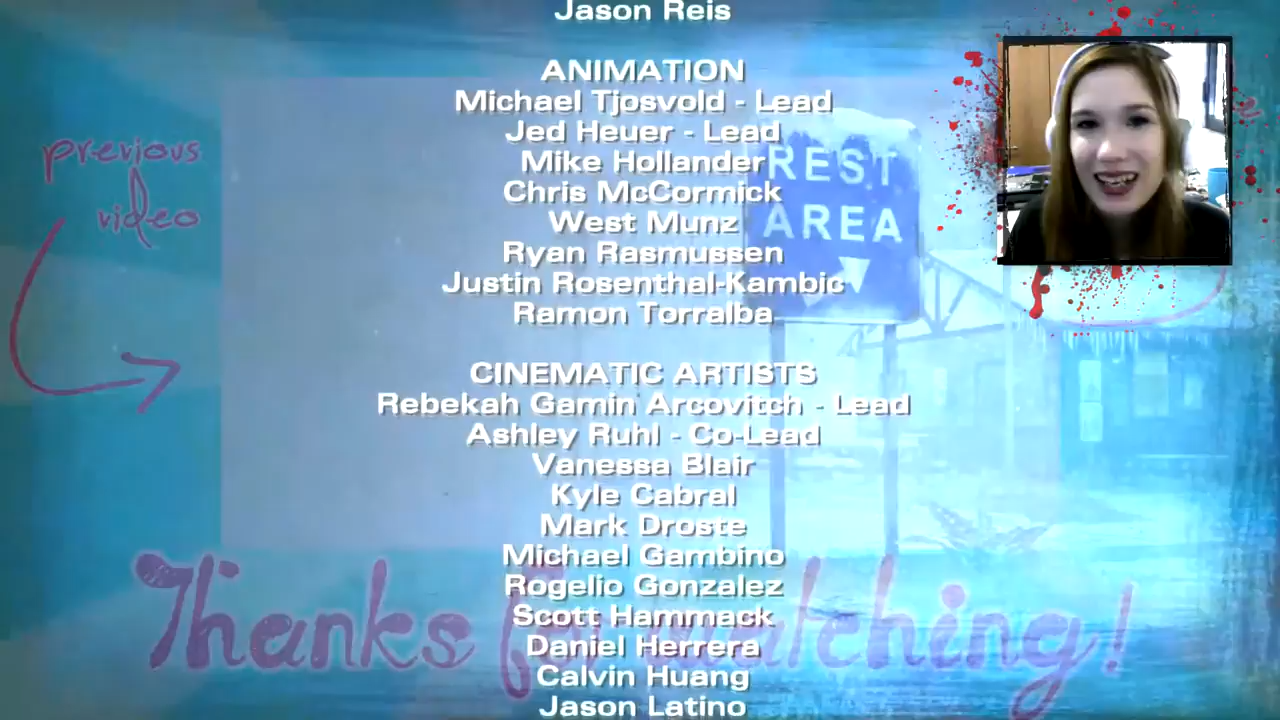 Jason Reis
ANIMATION
Michael Tjosvold - Lead
Jed Heuer - Lead
Mike Hollander
Chris McCormick
West Munz
Ryan Rasmussen
Justin Rosenthal-Kambic
Ramon Torralba
CINEMATIC ARTISTS
Rebekah Gamin Arcovitch - Lead
Ashley Ruhl - Co-Lead
Vanessa Blair
Kyle Cabral
Mark Droste
Michael Gambino
Rogelio Gonzalez
Scott Hammack
Daniel Herrera
Calvin Huang
Jason Latino
previous
video
REST
AREA
Thanks for watching!